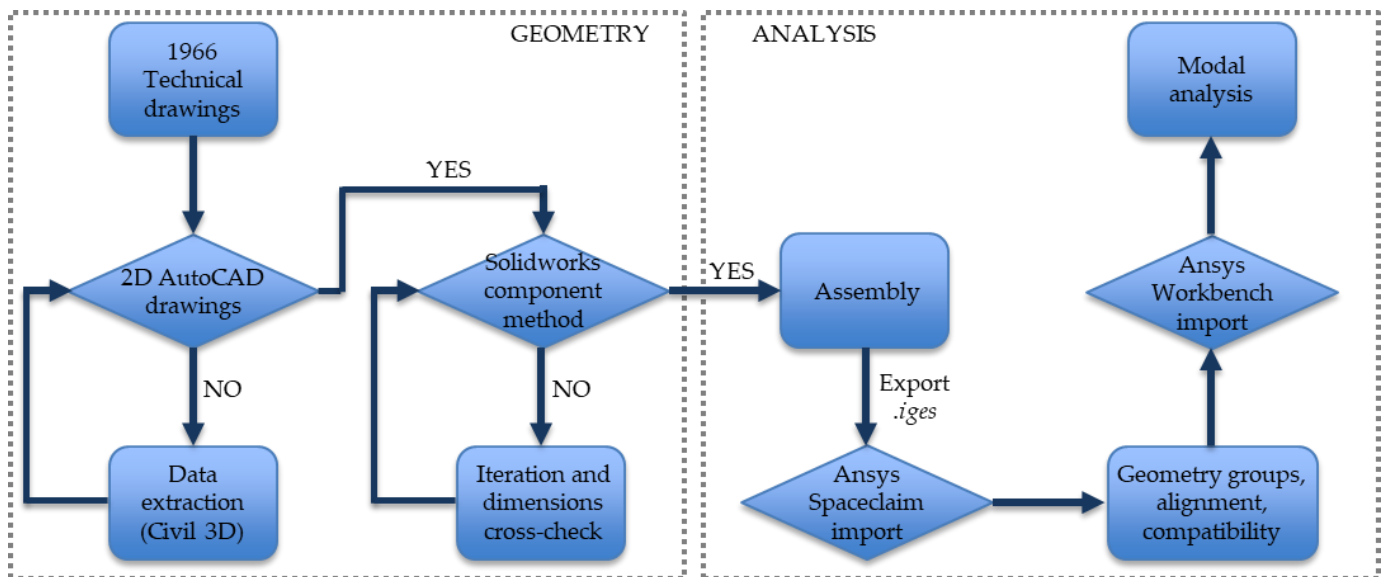 GEOMETRY
1966
Technical
drawings
YES
2D AutoCAD
drawings
NO
Data
extraction
(Civil 3D)
Solidworks
component
method
NO
Iteration and
dimensions
cross-check
YES
ANALYSIS
Assembly
Export
.iges
Ansys
Spaceclaim
import
Geometry groups,
alignment,
compatibility
Ansys
Workbench
import
Modal
analysis